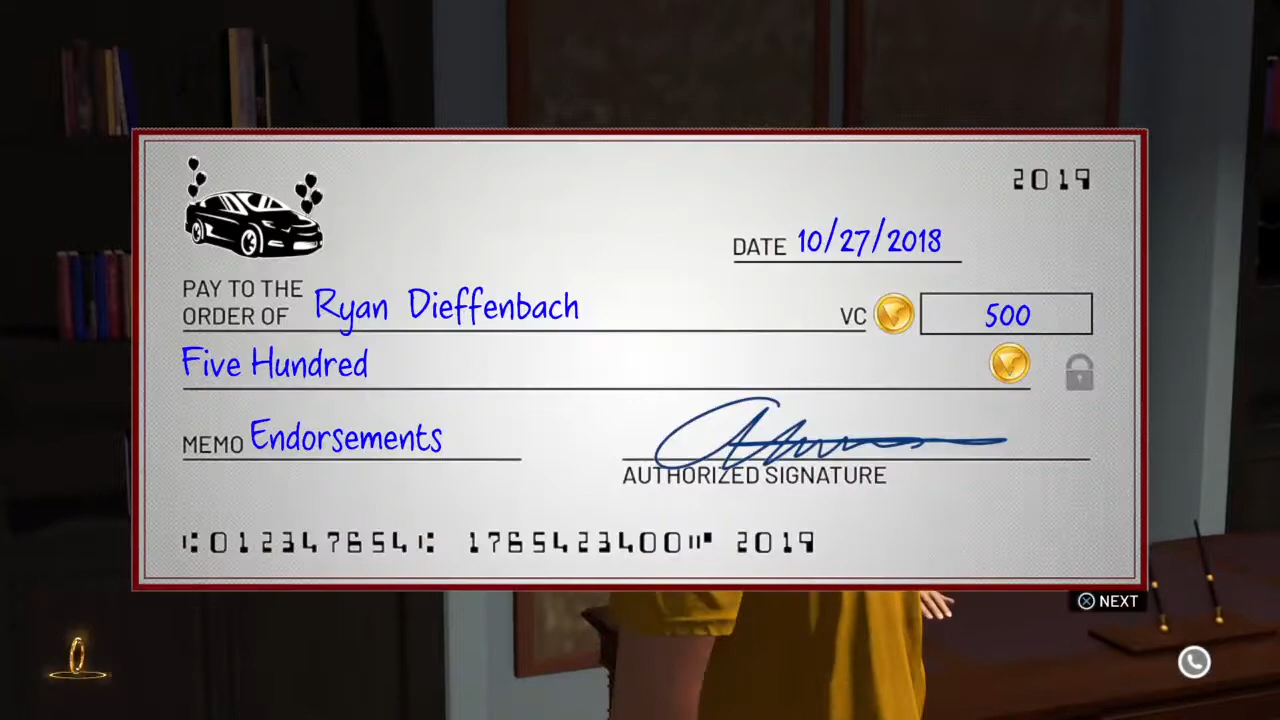 2019
DATE 10/27/2018
PAY TO THE
ORDER OF Ryan Dieffenbach VC 500
Five Hundred
MEMO Endorsements
AUTHORIZED SIGNATURE
⑆012347654⑆ 1765423400⑈ 2019
NEXT